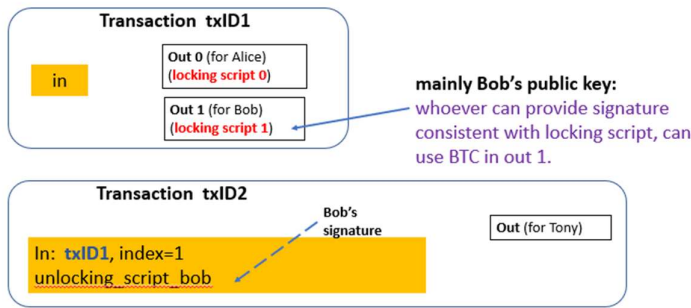 Transaction txID1
in
Out 0 (for Alice)
(locking script 0)
Out 1 (for Bob)
(locking script 1)
mainly Bob's public key:
whoever can provide signature
consistent with locking script, can
use BTC in out 1.
Transaction txID2
Bob's
signature
Out (for Tony)
In: txID1, index=1
unlocking_script_bob